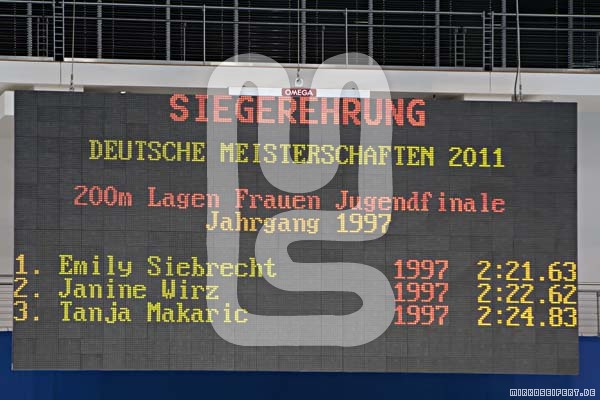 OMEGA
SIEGEREHRUNG
DEUTSCHE MEISTERSCHAFTEN 2011
200m Lagen Frauen Jugendfinale
Jahrgang 1997
1. Emily Siebrecht 1997 2:21.63
2. Janine Wirz 1997 2:22.62
3. Tanja Makaric 1997 2:24.83
MIRKOSEIFERT.DE